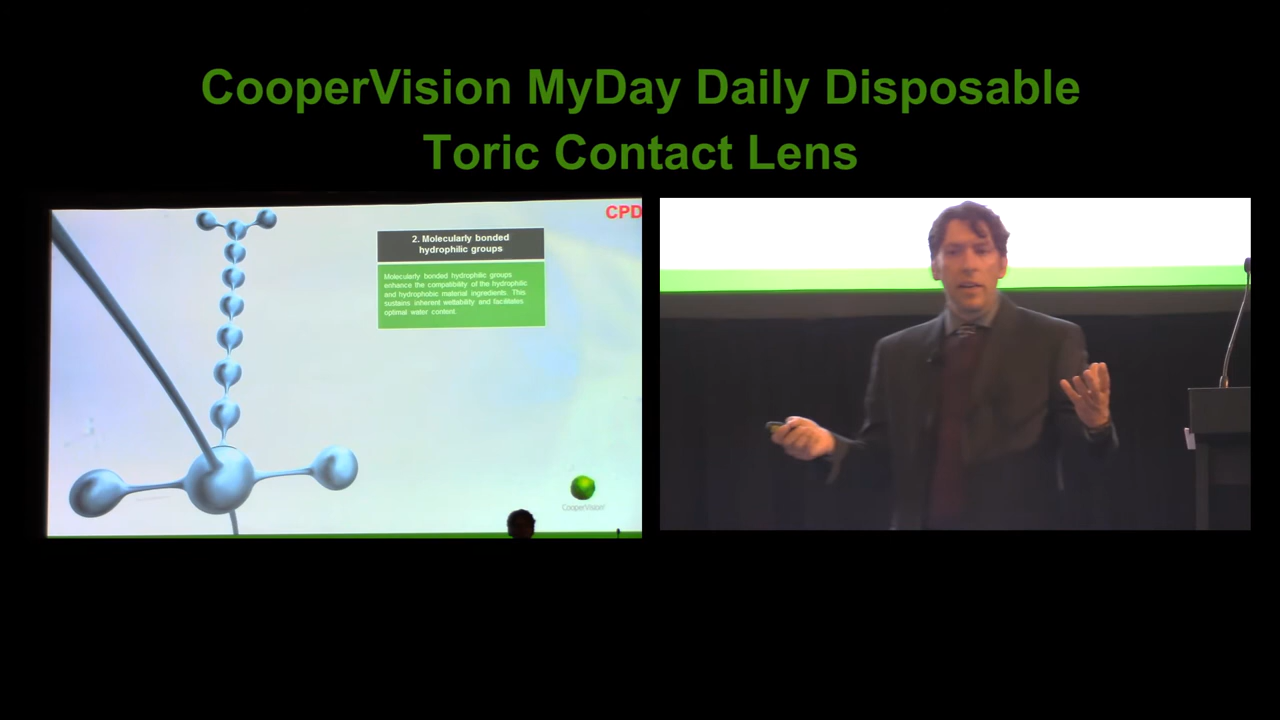 CooperVision MyDay Daily Disposable
Toric Contact Lens
CPD
2. Molecularly bonded
hydrophilic groups
Molecularly bonded hydrophilic groups
enhance the compatibility of the hydrophilic
and hydrophobic material ingredients. This
sustains inherent wettability and facilitates
optimal water content.
CooperVision